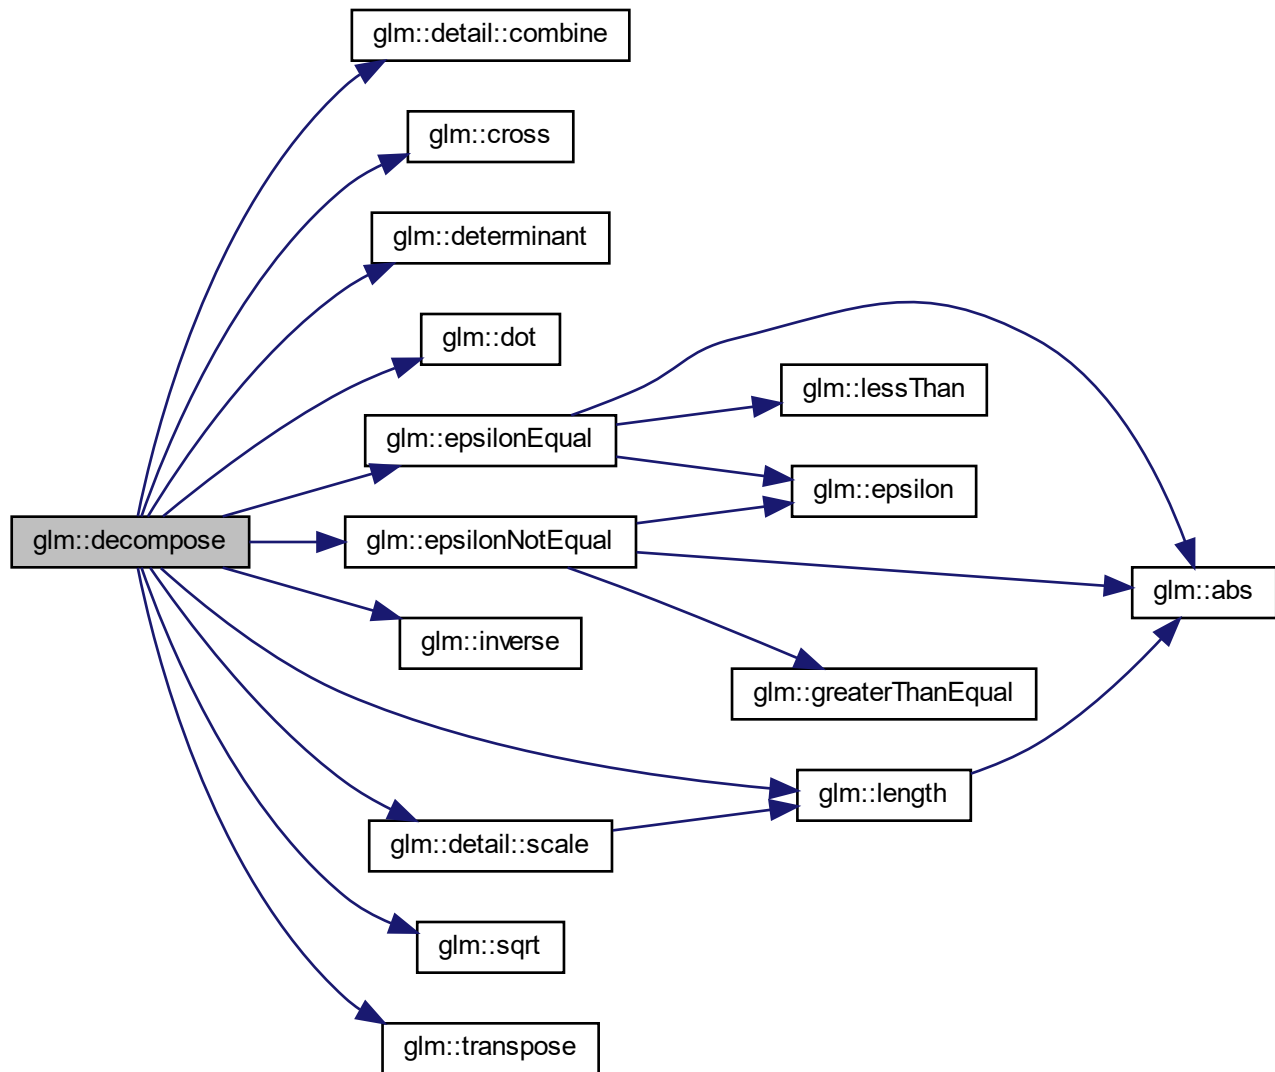 glm::detail::combine
glm::cross
glm::determinant
glm::dot
glm::lessThan
glm::epsilonEqual
glm::epsilon
glm::decompose
glm::epsilonNotEqual
glm::abs
glm::inverse
glm::greaterThanEqual
glm::length
glm::detail::scale
glm::sqrt
glm::transpose